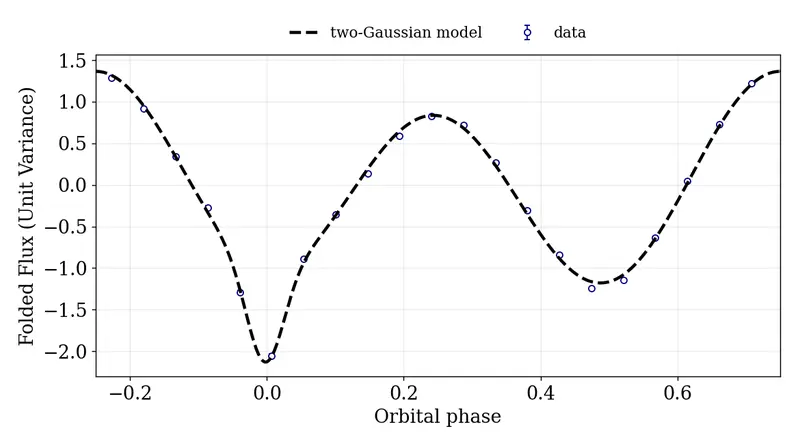 two-Gaussian model
data
Folded Flux (Unit Variance)
1.5
1.0
0.5
0.0
−0.5
−1.0
−1.5
−2.0
−0.2 0.0 0.2 0.4 0.6
Orbital phase